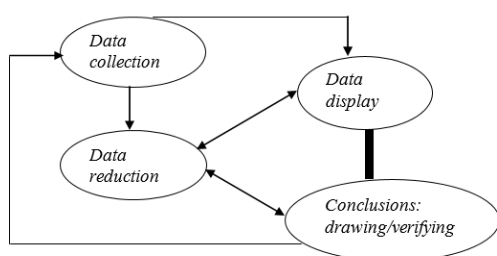 Data
collection
Data
display
Data
reduction
Conclusions:
drawing/verifying